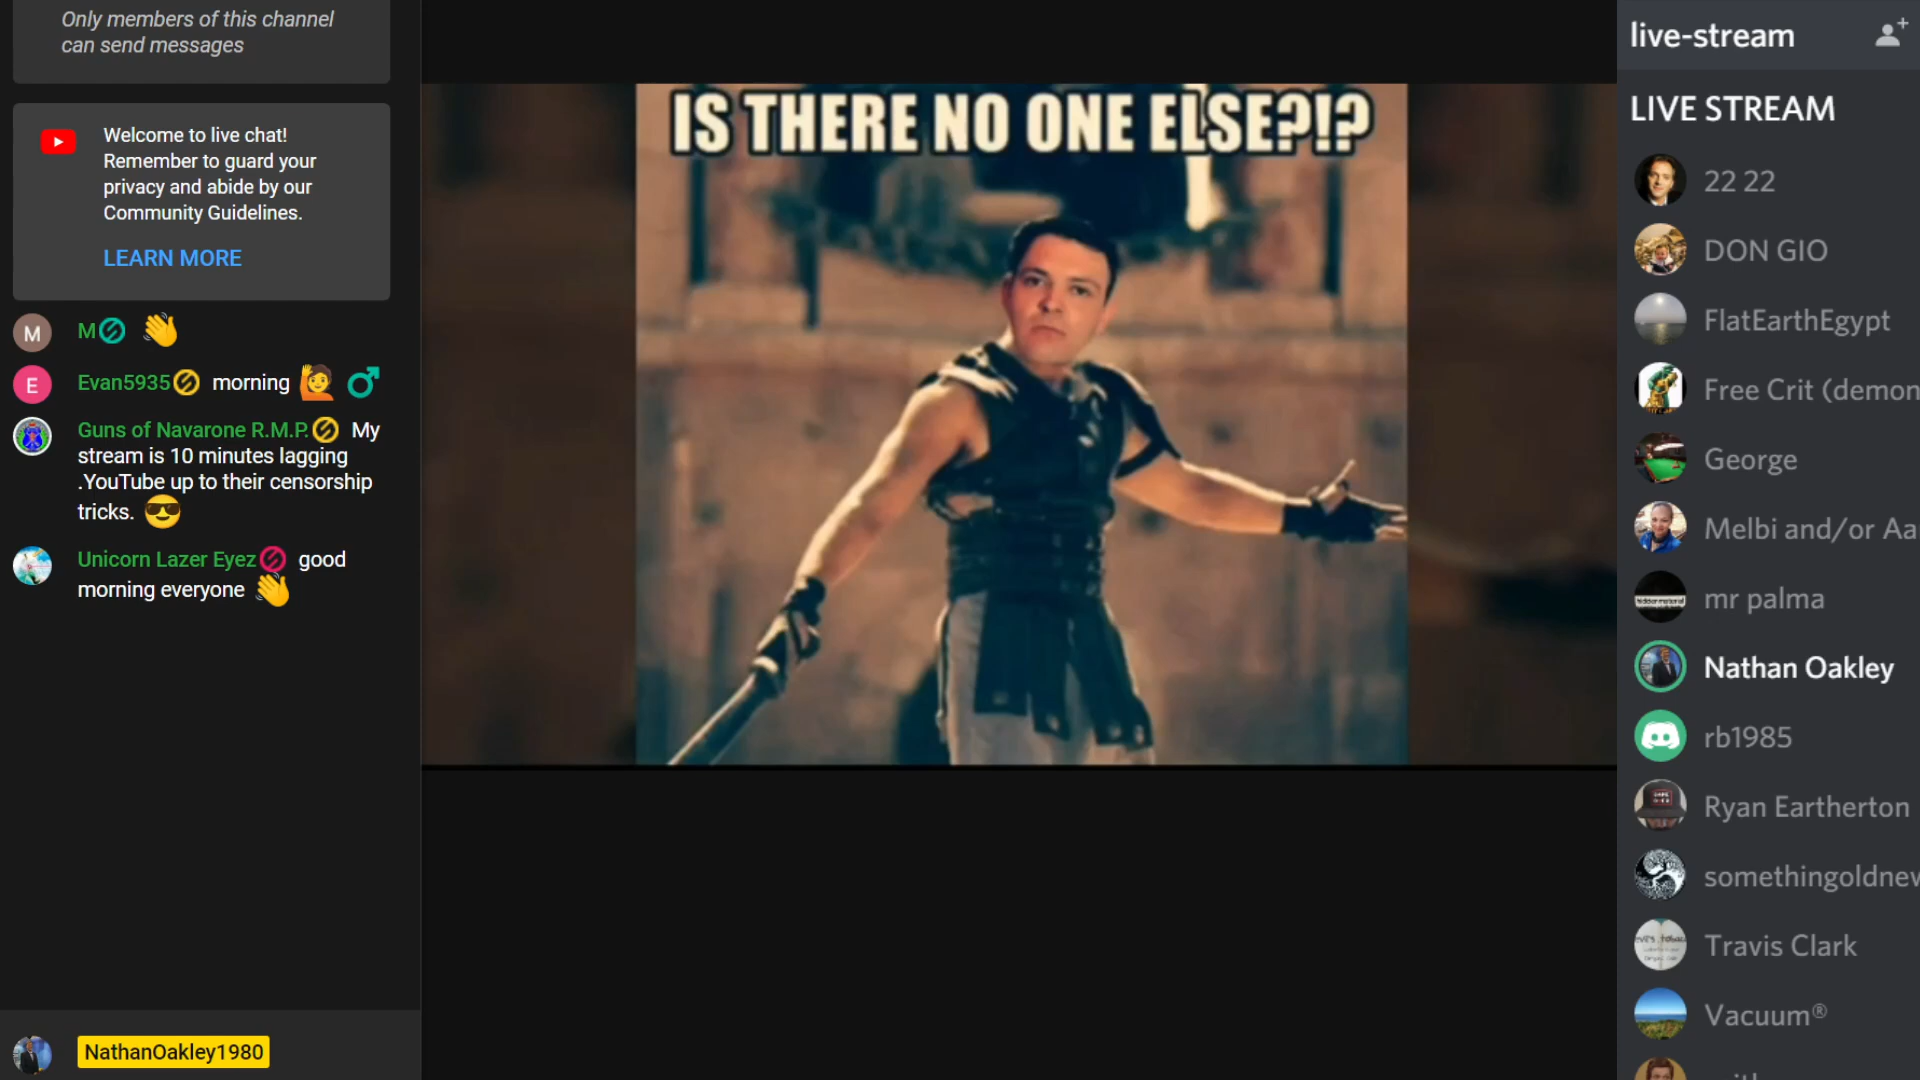 Only members of this channel
can send messages
Welcome to live chat!
Remember to guard your
privacy and abide by our
Community Guidelines.
LEARN MORE
M
M
E
Evan5935 morning
Guns of Navarone R.M.P. My
stream is 10 minutes lagging
.YouTube up to their censorship
tricks.
Unicorn Lazer Eyez good
morning everyone
NathanOakley1980
IS THERE NO ONE ELSE?!?
live-stream
LIVE STREAM
22 22
DON GIO
FlatEarthEgypt
Free Crit (demon
George
Melbi and/or Aa
mr palma
Nathan Oakley
rb1985
Ryan Eartherton
somethingoldnew
Travis Clark
Vacuum®